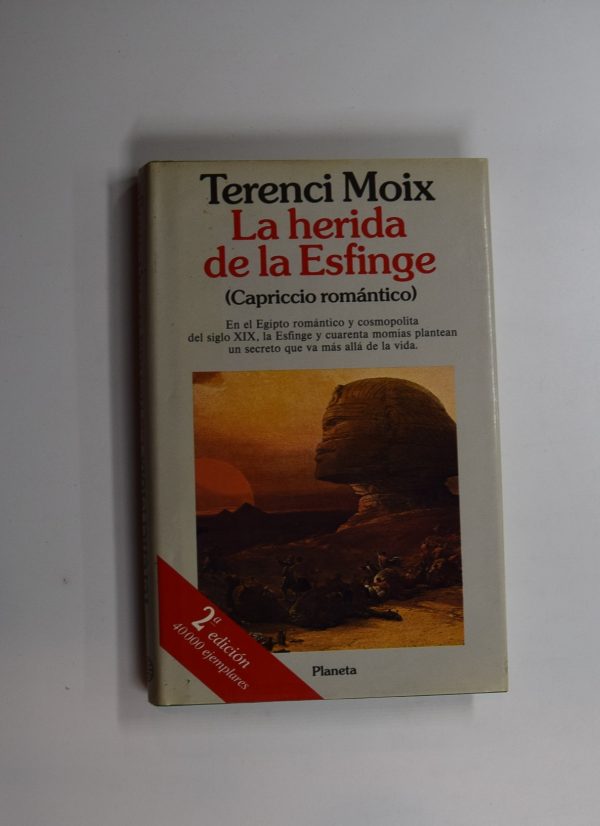 Terenci Moix
La herida
de la Esfinge
(Capriccio romántico)
En el Egipto romántico y cosmopolita
del siglo XIX, la Esfinge y cuarenta momias plantean
un secreto que va más allá de la vida.
2ª edición
40 000 ejemplares
Planeta